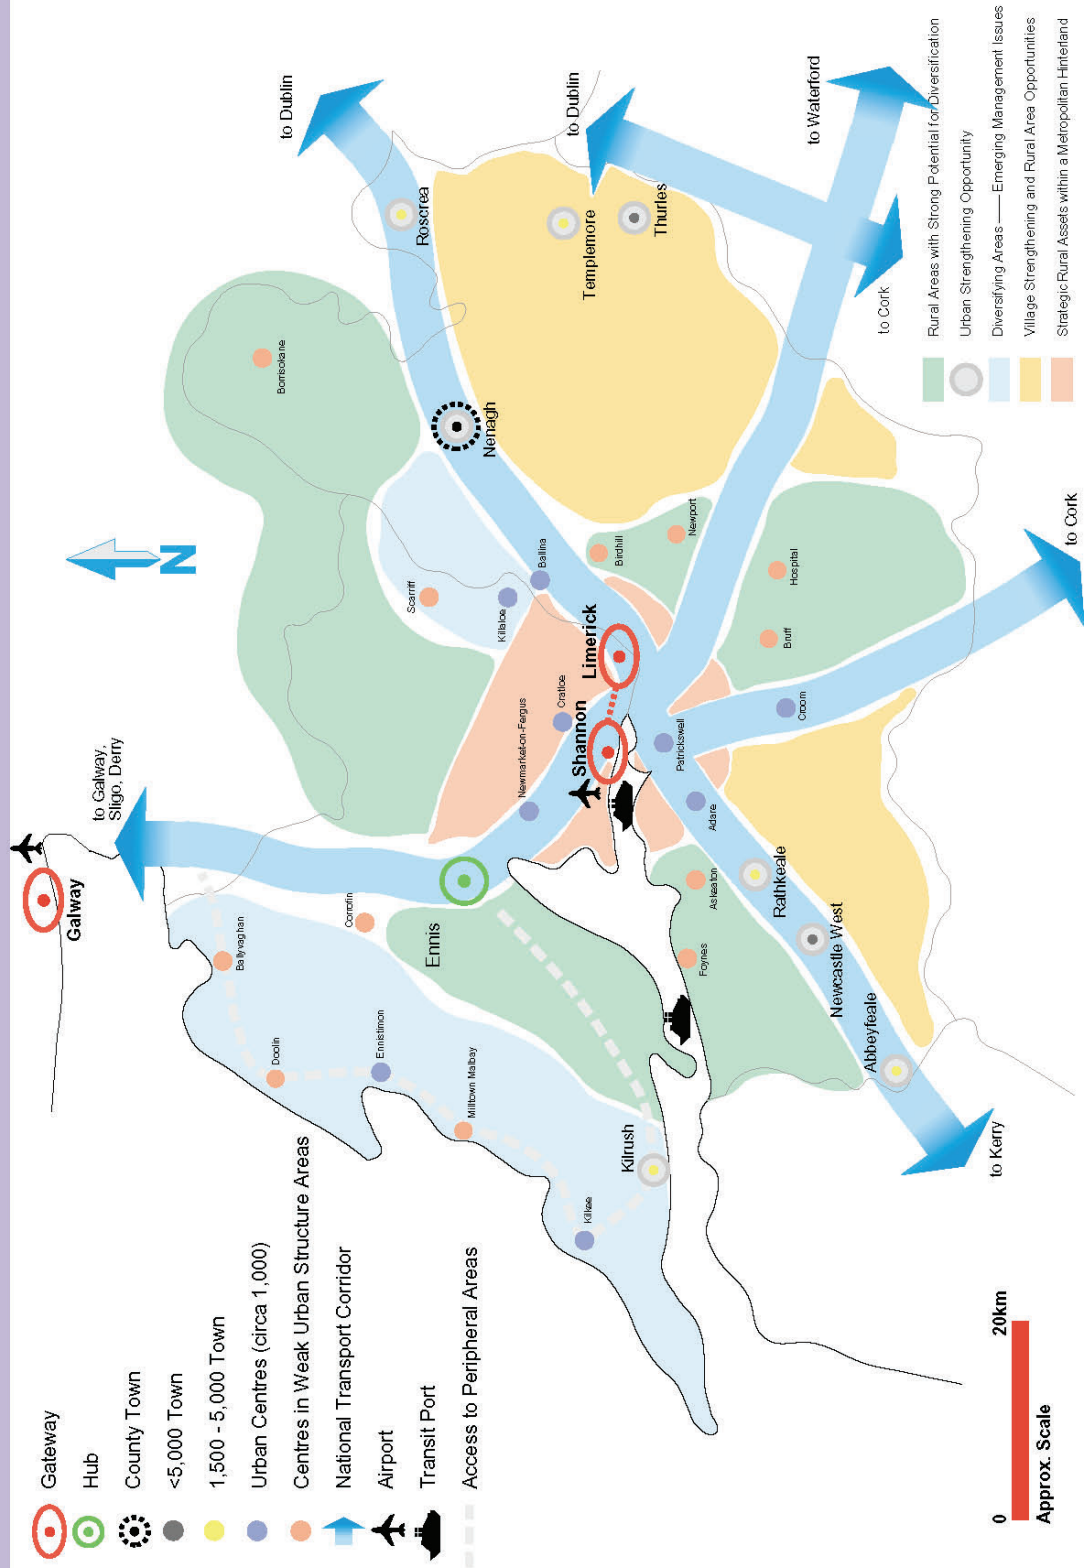 Gateway
Hub
County Town
<5,000 Town
1,500 - 5,000 Town
Urban Centres (circa 1,000)
Centres in Weak Urban Structure Areas
National Transport Corridor
Airport
Transit Port
Access to Peripheral Areas
Galway
to Galway,
Sligo, Derry
N
to Dublin
to Dublin
to Waterford
to Cork
to Cork
to Kerry
Roscrea
Templemore
Thurles
Borrisokane
Nenagh
Scarriff
Killaloe
Ballina
Birdhill
Newport
Limerick
Shannon
Cratloe
Newmarket-on-Fergus
Hospital
Bruff
Croom
Patrickswell
Adare
Rathkeale
Askeaton
Foynes
Newcastle West
Abbeyfeale
Ennis
Corrofin
Ballyvaghan
Doolin
Ennistimon
Milltown Malbay
Kilkee
Kilrush
Rural Areas with Strong Potential for Diversification
Urban Strengthening Opportunity
Diversifying Areas —— Emerging Management Issues
Village Strengthening and Rural Area Opportunities
Strategic Rural Assets within a Metropolitan Hinterland
0 20km
Approx. Scale